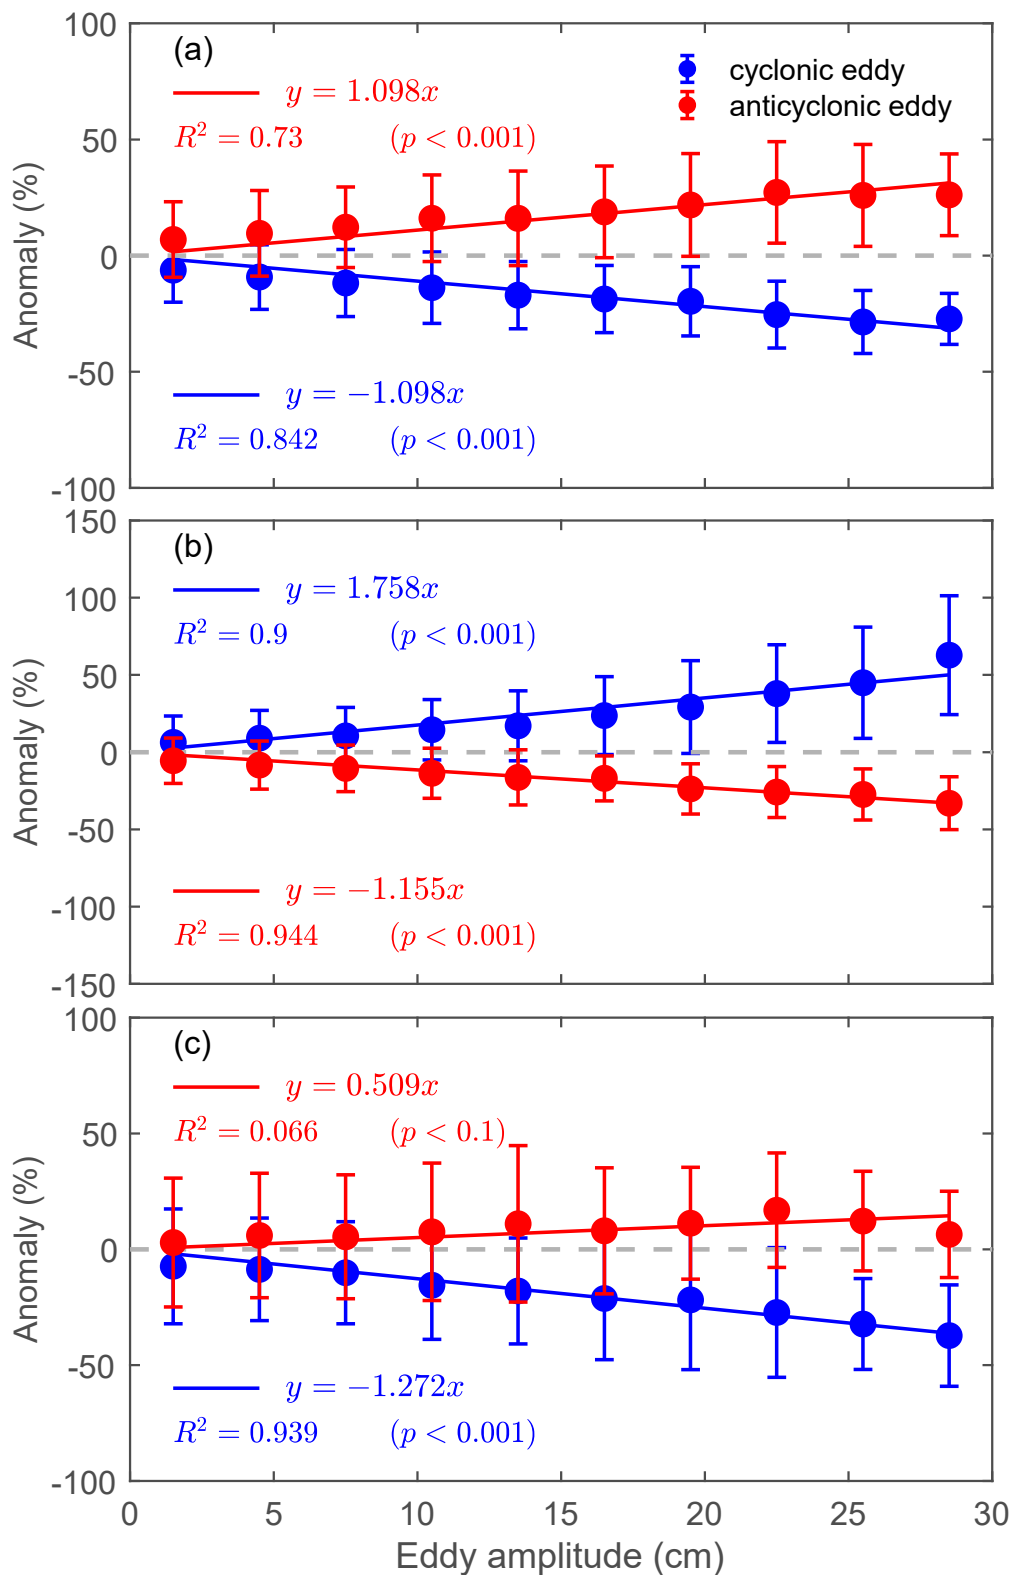 100
(a)
y = 1.098x
cyclonic eddy
R² = 0.73 (p < 0.001)
anticyclonic eddy
50
0
-50
y = −1.098x
R² = 0.842 (p < 0.001)
-100
Anomaly (%)
150
(b)
100
y = 1.758x
R² = 0.9 (p < 0.001)
50
0
-50
y = −1.155x
-100
R² = 0.944 (p < 0.001)
-150
Anomaly (%)
100
(c)
y = 0.509x
R² = 0.066 (p < 0.1)
50
0
-50
y = −1.272x
R² = 0.939 (p < 0.001)
-100
Anomaly (%)
0 5 10 15 20 25 30
Eddy amplitude (cm)